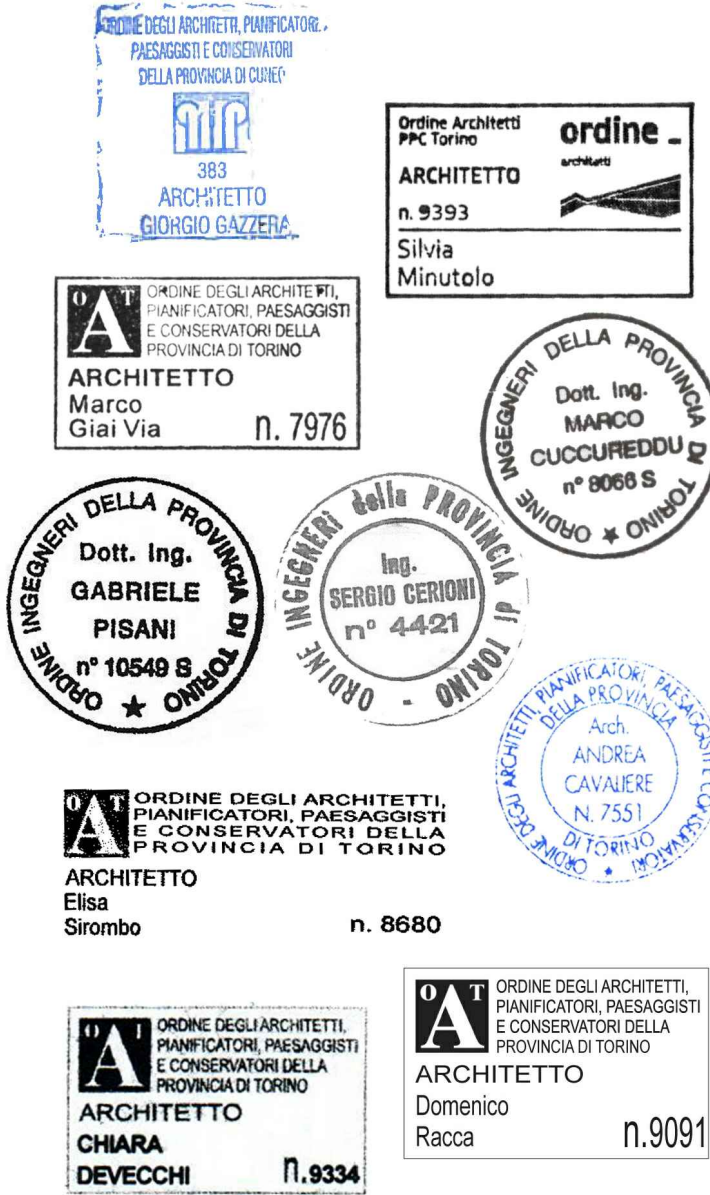 ORDINE DEGLI ARCHITETTI, PIANIFICATORI,
PAESAGGISTI E CONSERVATORI
DELLA PROVINCIA DI CUNEO
383
ARCHITETTO
GIORGIO GAZZERA
Ordine Architetti
PPC Torino
ARCHITETTO
n. 9393
Silvia
Minutolo
ordine
architetti
OAT
ORDINE DEGLI ARCHITETTI,
PIANIFICATORI, PAESAGGISTI
E CONSERVATORI DELLA
PROVINCIA DI TORINO
ARCHITETTO
Marco
Giai Via n. 7976
ORDINE INGEGNERI DELLA PROVINCIA DI TORINO
Dott. Ing.
MARCO
CUCCUREDDU
n° 8066 S
ORDINE INGEGNERI DELLA PROVINCIA DI TORINO
Dott. Ing.
GABRIELE
PISANI
n° 10549 S
ORDINE INGEGNERI della PROVINCIA di TORINO -
Ing.
SERGIO CERIONI
n° 4421
ORDINE DEGLI ARCHITETTI, PIANIFICATORI, PAESAGGISTI E CONSERVATORI
DELLA PROVINCIA
Arch.
ANDREA
CAVALIERE
N. 7551
DI TORINO
OAT
ORDINE DEGLI ARCHITETTI,
PIANIFICATORI, PAESAGGISTI
E CONSERVATORI DELLA
PROVINCIA DI TORINO
ARCHITETTO
Elisa
Sirombo n. 8680
OAT
ORDINE DEGLI ARCHITETTI,
PIANIFICATORI, PAESAGGISTI
E CONSERVATORI DELLA
PROVINCIA DI TORINO
ARCHITETTO
CHIARA
DEVECCHI n.9334
OAT
ORDINE DEGLI ARCHITETTI,
PIANIFICATORI, PAESAGGISTI
E CONSERVATORI DELLA
PROVINCIA DI TORINO
ARCHITETTO
Domenico
Racca n.9091